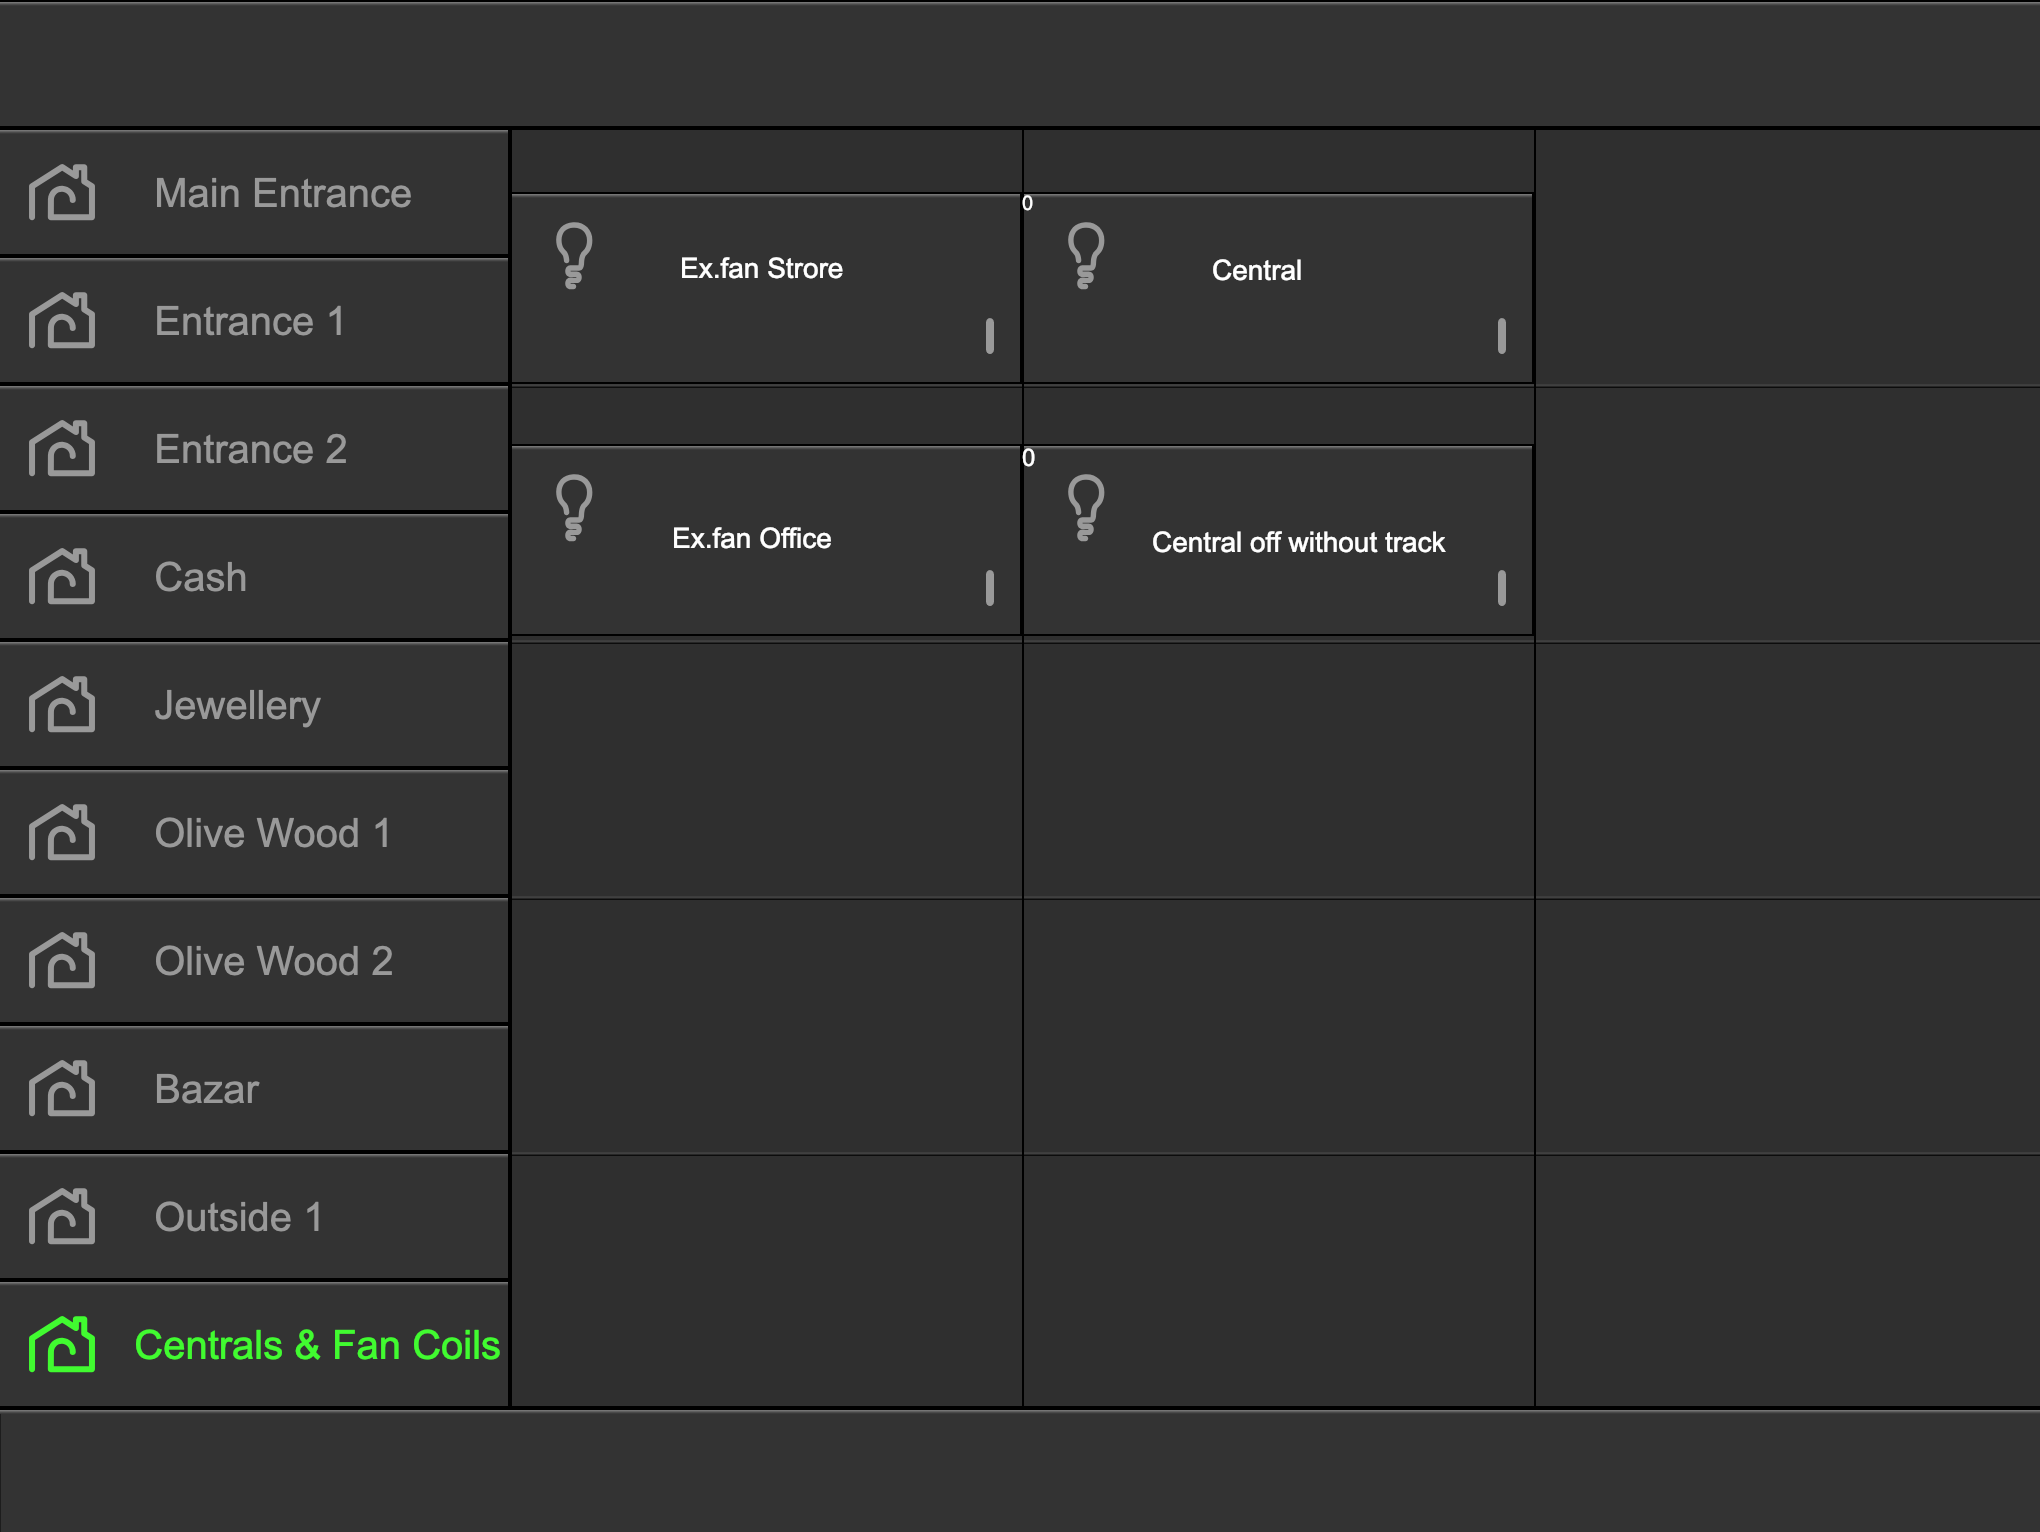 Main Entrance
Entrance 1
Entrance 2
Cash
Jewellery
Olive Wood 1
Olive Wood 2
Bazar
Outside 1
Centrals & Fan Coils
Ex.fan Strore
0
Central
Ex.fan Office
0
Central off without track